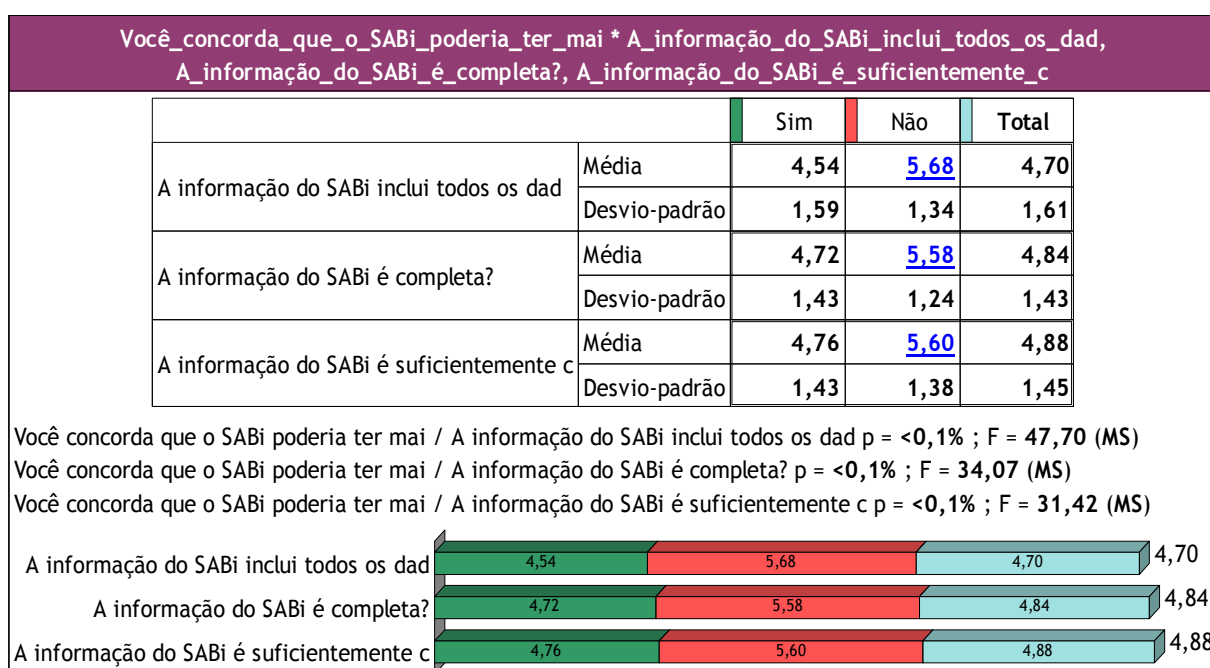 Você_concorda_que_o_SABi_poderia_ter_mai * A_informação_do_SABi_inclui_todos_os_dad,
A_informação_do_SABi_é_completa?, A_informação_do_SABi_é_suficientemente_c
Sim Não Total
A informação do SABi inclui todos os dad Média 4,54 5,68 4,70
Desvio-padrão 1,59 1,34 1,61
A informação do SABi é completa? Média 4,72 5,58 4,84
Desvio-padrão 1,43 1,24 1,43
A informação do SABi é suficientemente c Média 4,76 5,60 4,88
Desvio-padrão 1,43 1,38 1,45
Você concorda que o SABi poderia ter mai / A informação do SABi inclui todos os dad p = <0,1% ; F = 47,70 (MS)
Você concorda que o SABi poderia ter mai / A informação do SABi é completa? p = <0,1% ; F = 34,07 (MS)
Você concorda que o SABi poderia ter mai / A informação do SABi é suficientemente c p = <0,1% ; F = 31,42 (MS)
A informação do SABi inclui todos os dad 4,54 5,68 4,70 4,70
A informação do SABi é completa? 4,72 5,58 4,84 4,84
A informação do SABi é suficientemente c 4,76 5,60 4,88 4,88